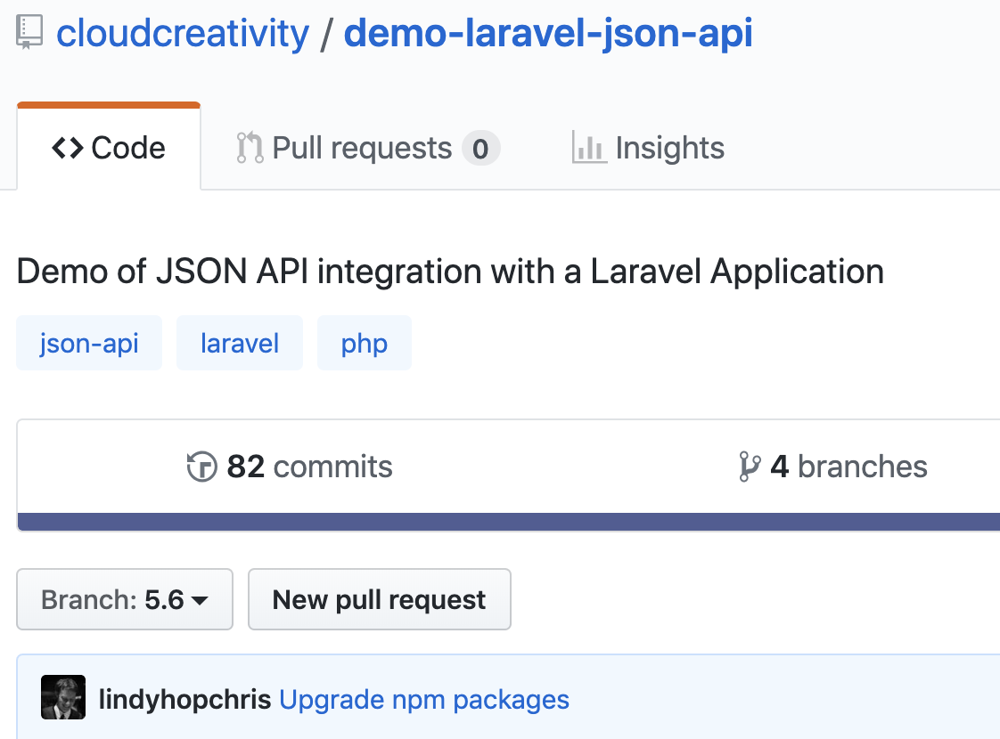 cloudcreativity / demo-laravel-json-api
Code Pull requests 0 Insights
Demo of JSON API integration with a Laravel Application
json-api laravel php
82 commits 4 branches
Branch: 5.6 New pull request
lindyhopchris Upgrade npm packages